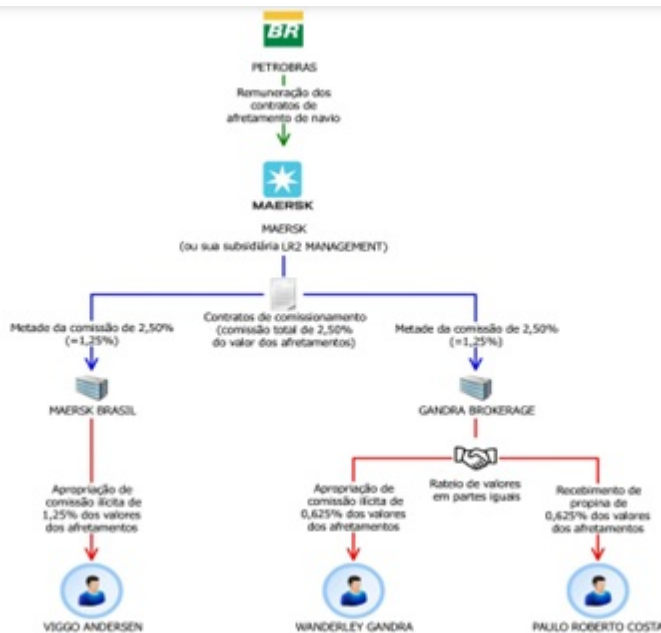 BR
PETROBRAS
Remuneração dos
contratos de
afretamento de navio
MAERSK
MAERSK
(ou sua subsidiária LR2 MANAGEMENT)
Contratos de comissionamento
(comissão total de 2,50%
do valor dos afretamentos)
Metade da comissão de 2,50%
(=1,25%)
Metade da comissão de 2,50%
(=1,25%)
MAERSK BRASIL
GANDRA BROKERAGE
Apropriação de
comissão ilícita de
1,25% dos valores
dos afretamentos
Apropriação de
comissão ilícita de
0,625% dos valores
dos afretamentos
Rateio de valores
em partes iguais
Recebimento de
propina de
0,625% dos valores
dos afretamentos
VIGGO ANDERSEN
WANDERLEY GANDRA
PAULO ROBERTO COSTA